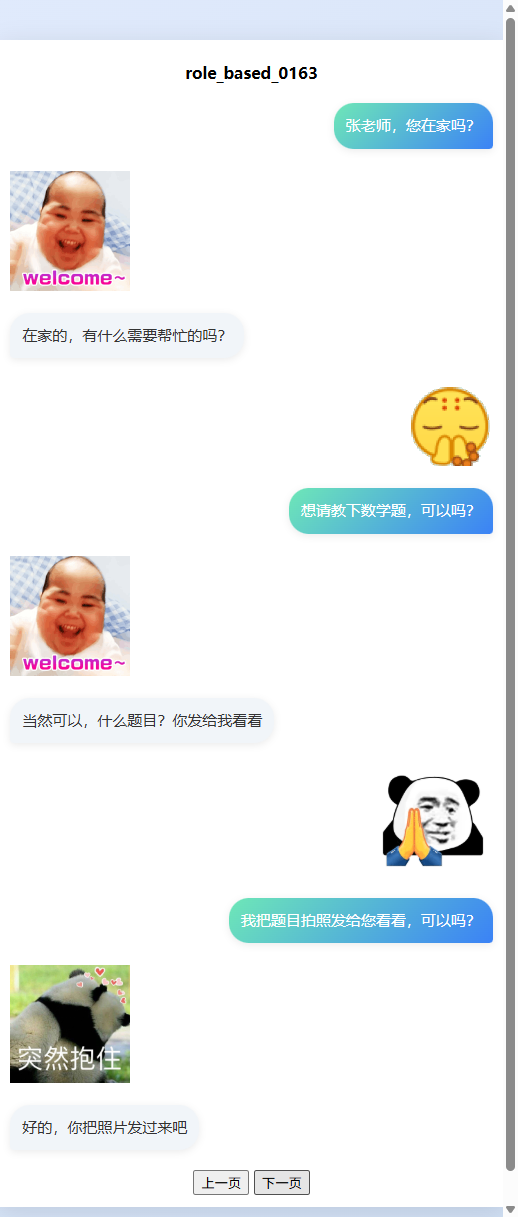 role_based_0163
张老师，您在家吗？
welcome~
在家的，有什么需要帮忙的吗？
想请教下数学题，可以吗？
welcome~
当然可以，什么题目？你发给我看看
我把题目拍照发给您看看，可以吗？
突然抱住
好的，你把照片发过来吧
上一页 下一页